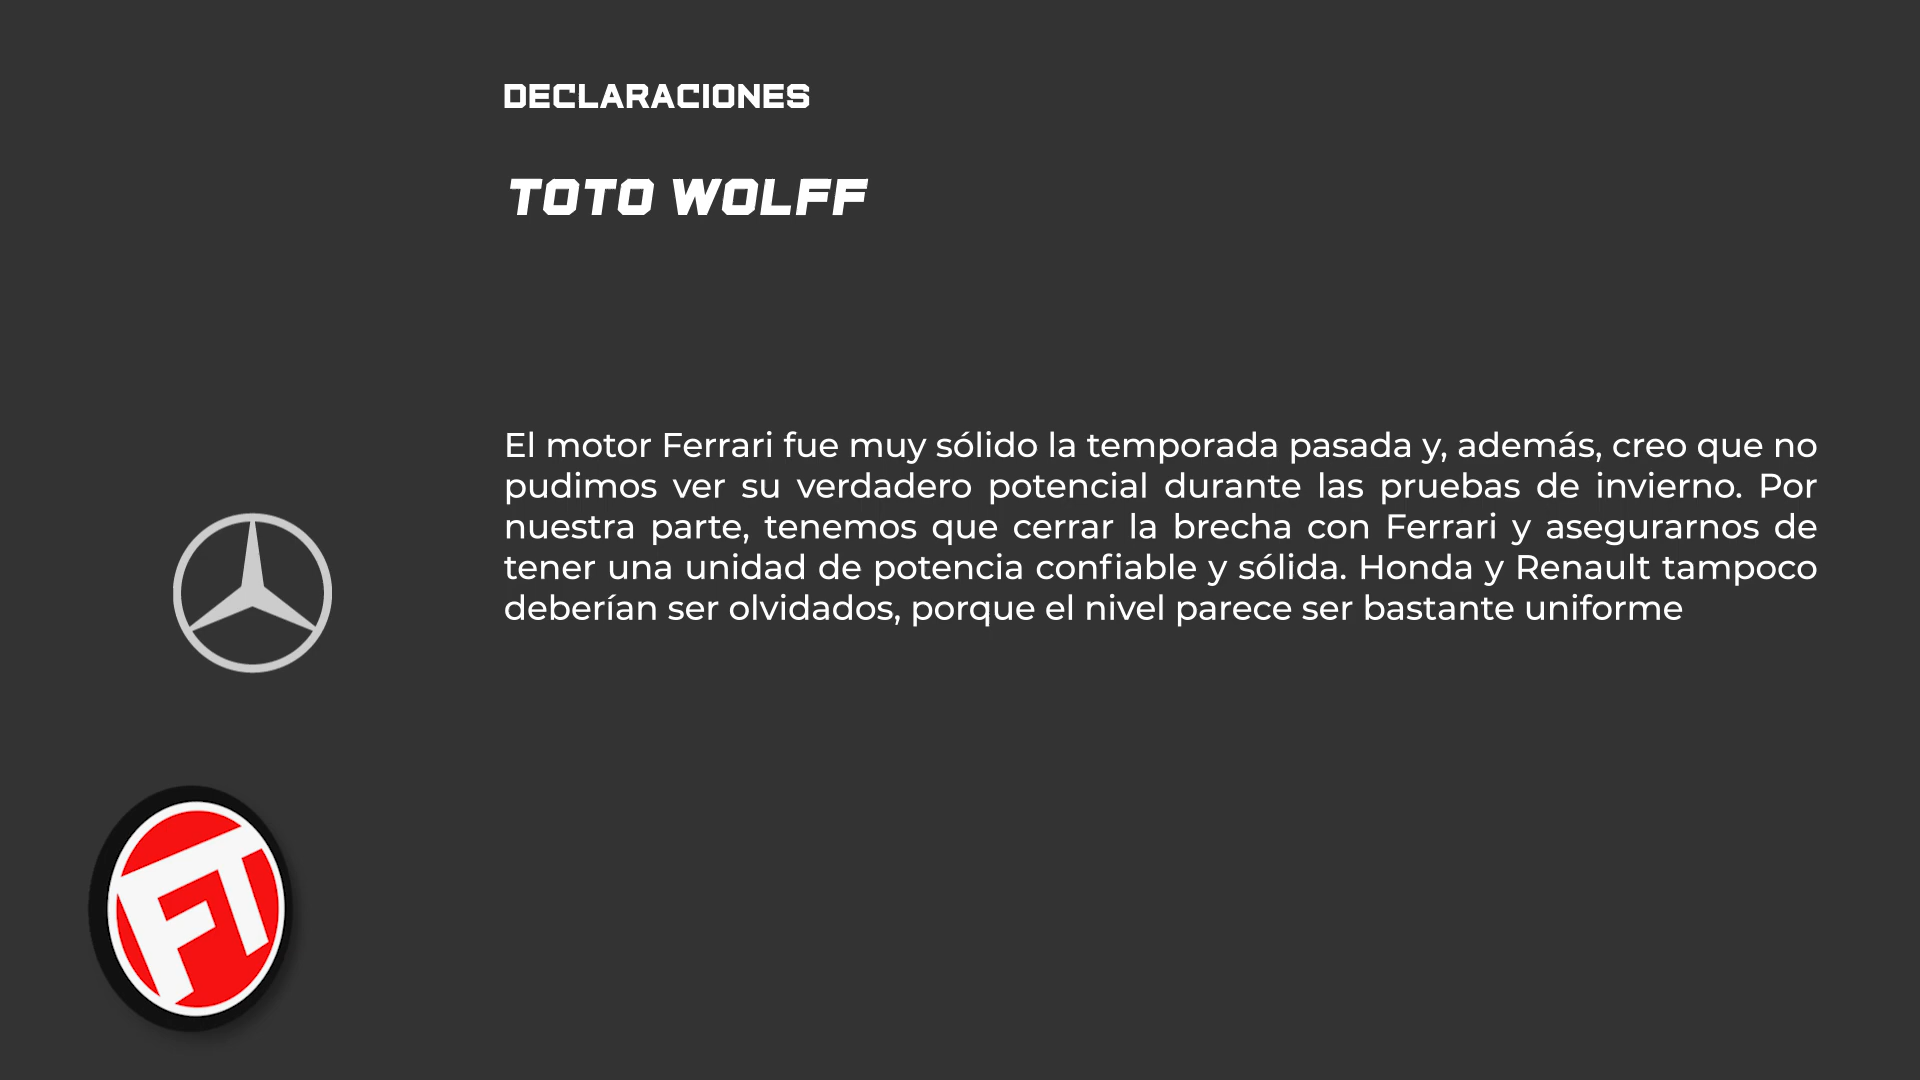 DECLARACIONES
TOTO WOLFF
El motor Ferrari fue muy sólido la temporada pasada y, además, creo que no
pudimos ver su verdadero potencial durante las pruebas de invierno. Por
nuestra parte, tenemos que cerrar la brecha con Ferrari y asegurarnos de
tener una unidad de potencia confiable y sólida. Honda y Renault tampoco
deberían ser olvidados, porque el nivel parece ser bastante uniforme
FT